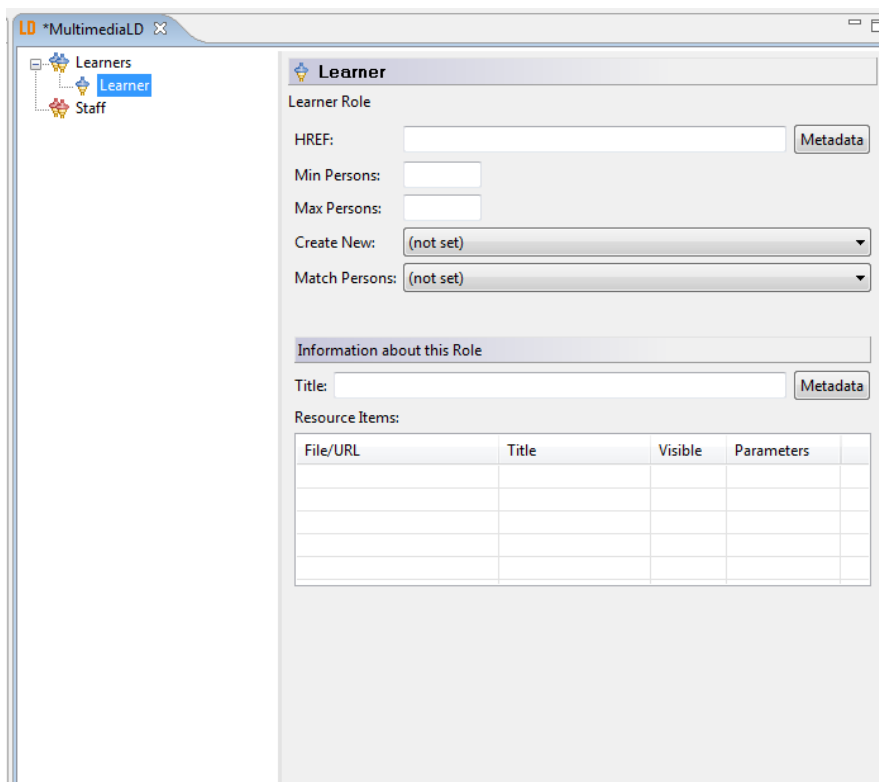 LD *MultimediaLD
Learners
Learner
Staff
Learner
Learner Role
HREF:
Metadata
Min Persons:
Max Persons:
Create New: (not set)
Match Persons: (not set)
Information about this Role
Title:
Metadata
Resource Items:
File/URL Title Visible Parameters